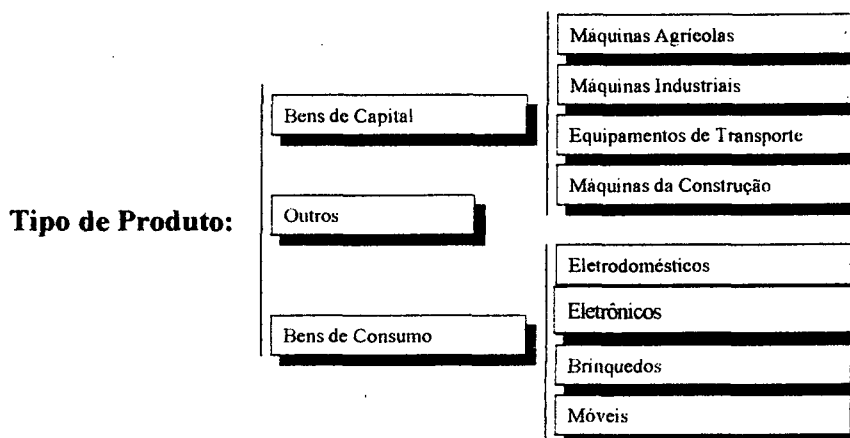 Tipo de Produto:
Bens de Capital
Máquinas Agrícolas
Máquinas Industriais
Equipamentos de Transporte
Máquinas da Construção
Outros
Bens de Consumo
Eletrodomésticos
Eletrônicos
Brinquedos
Móveis